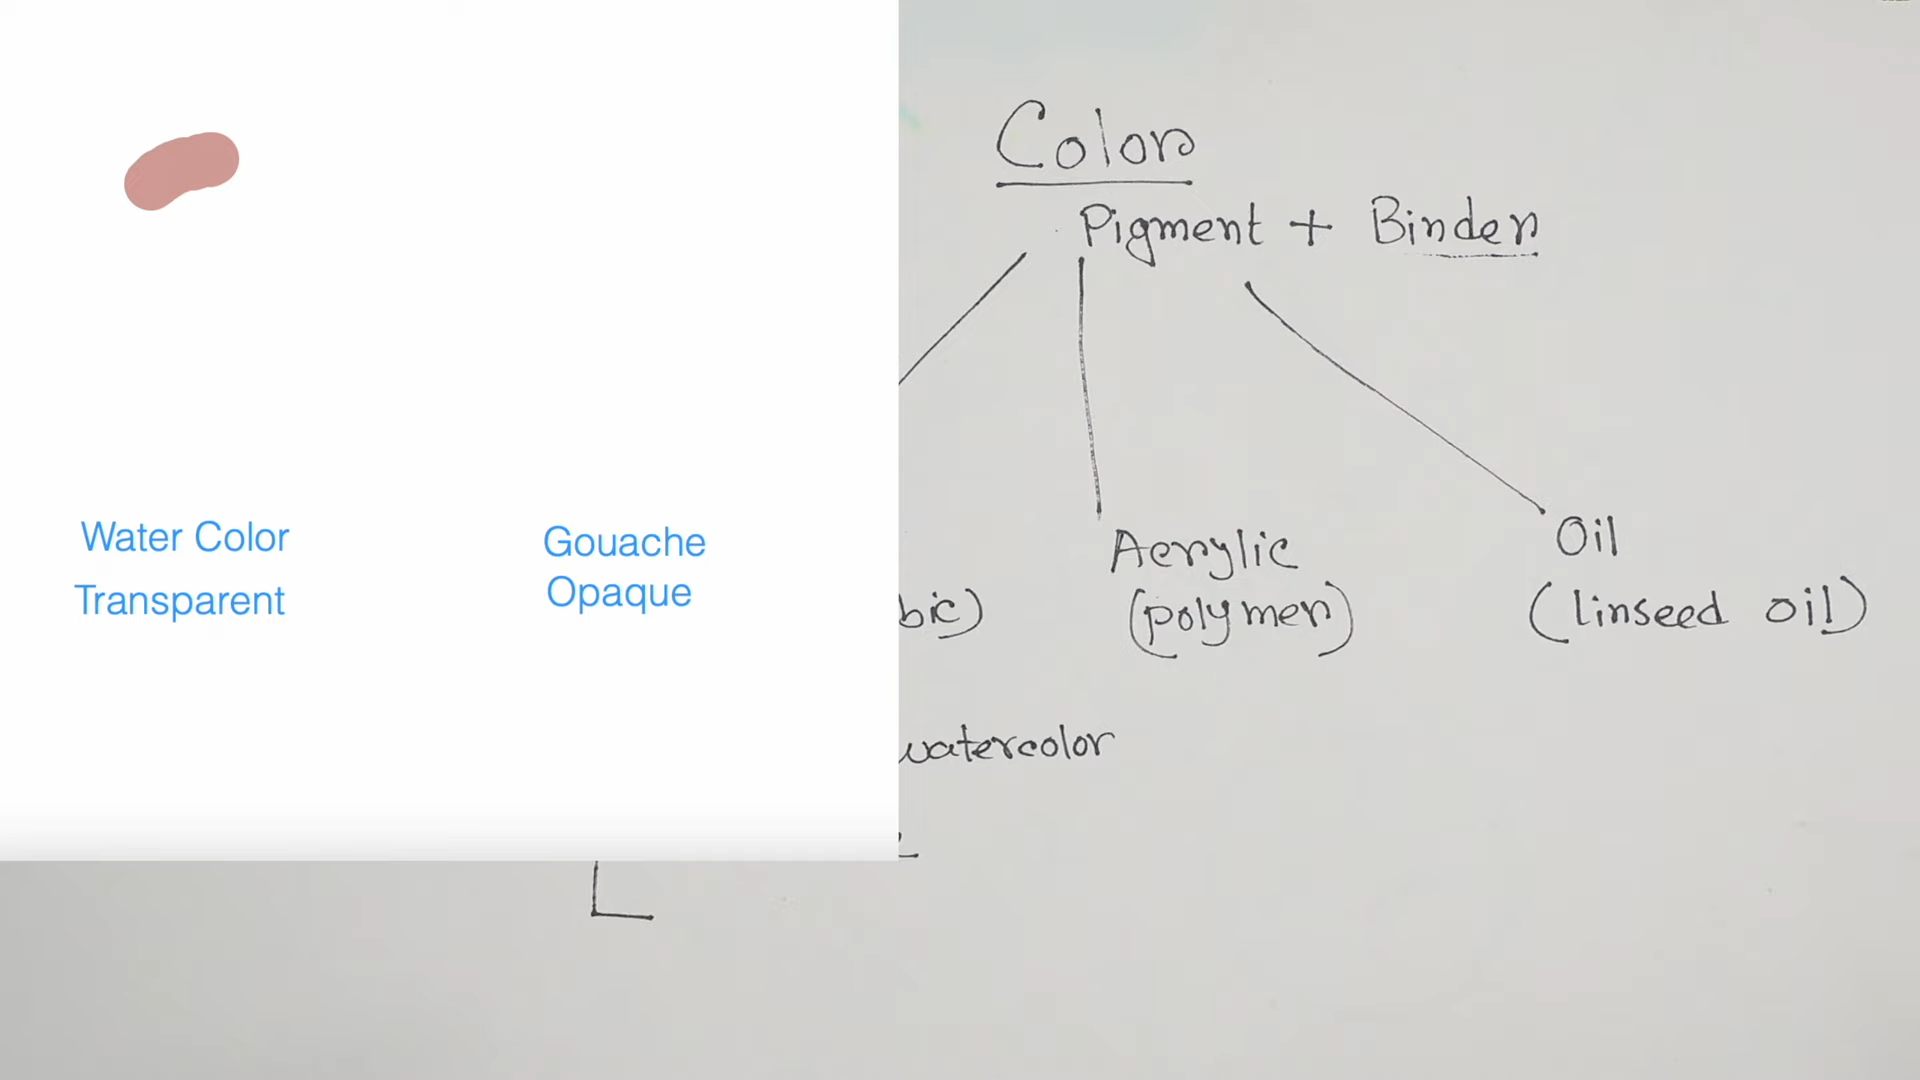 Color
Pigment + Binder
Water Color
Transparent
Gouache
Opaque
bic)
Acrylic
(polymer)
Oil
(linseed oil)
watercolor